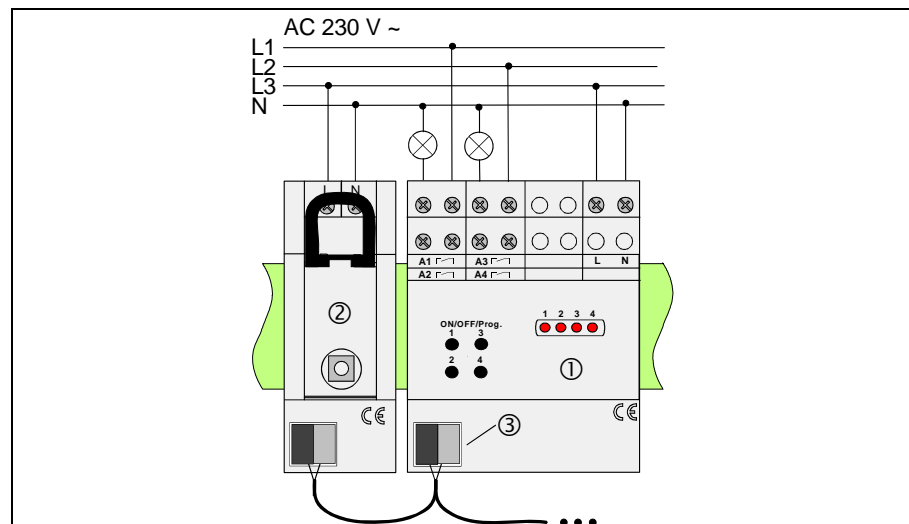 AC 230 V ~
L1
L2
L3
N
L N
A1 A3 L N
A2 A4
②
ON/OFF/Prog.
1 3
2 4
1 2 3 4
①
CE
CE
③